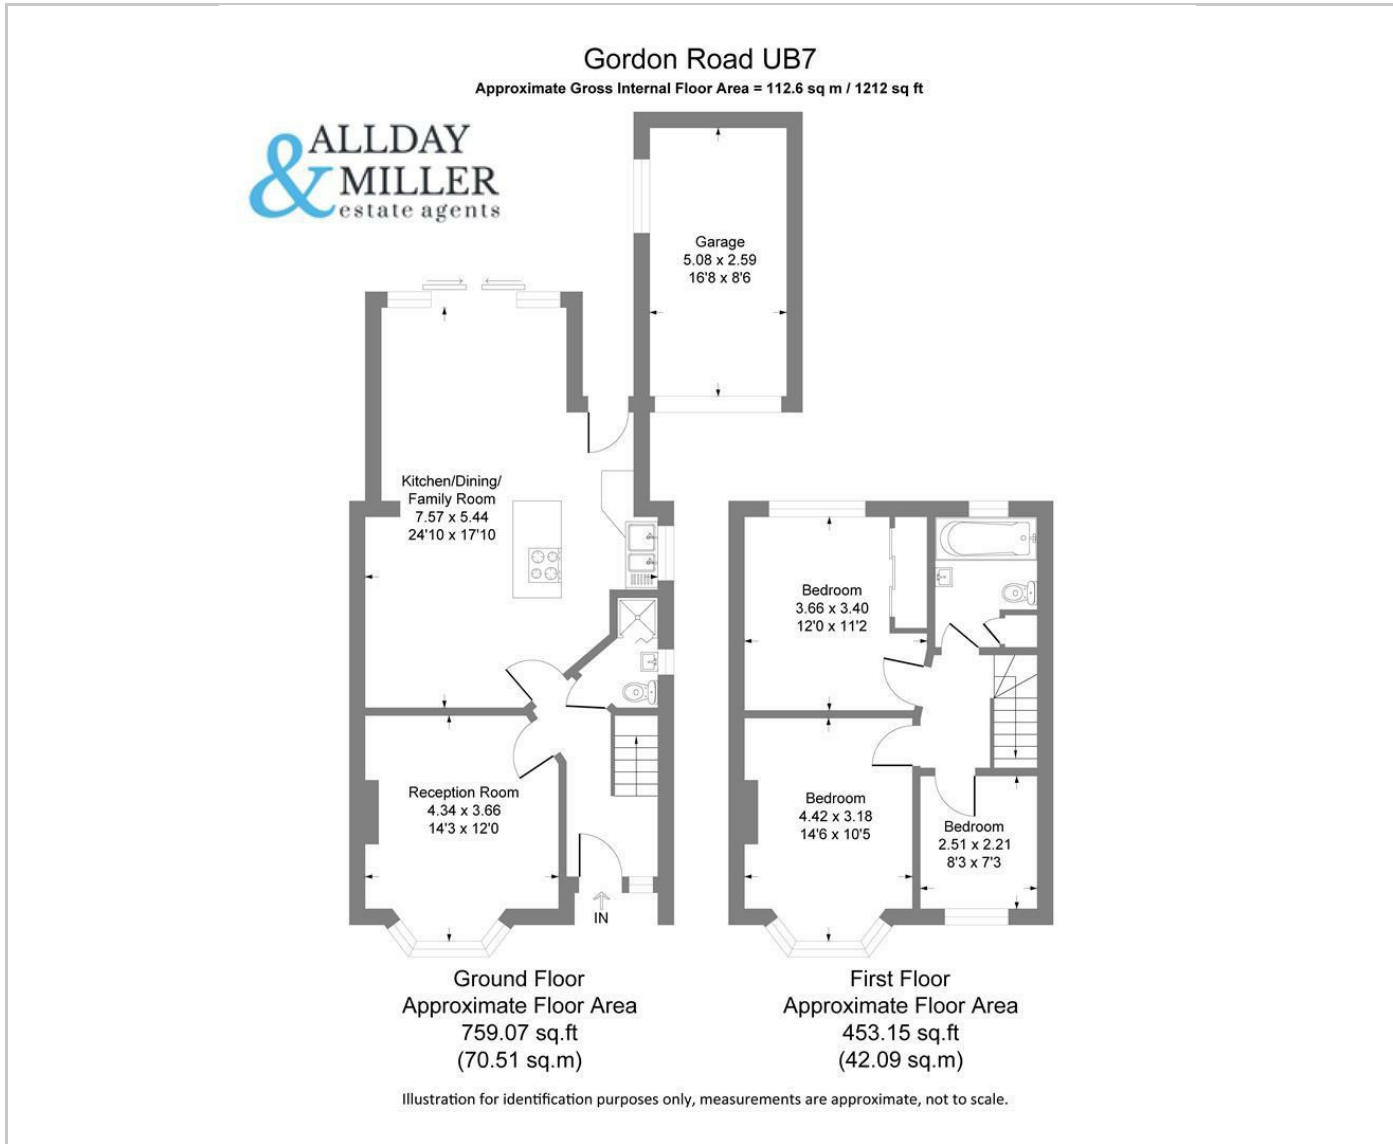 Gordon Road UB7
Approximate Gross Internal Floor Area = 112.6 sq m / 1212 sq ft
ALLDAY
& MILLER
estate agents
Garage
5.08 x 2.59
16'8 x 8'6
Kitchen/Dining/
Family Room
7.57 x 5.44
24'10 x 17'10
Bedroom
3.66 x 3.40
12'0 x 11'2
Reception Room
4.34 x 3.66
14'3 x 12'0
Bedroom
4.42 x 3.18
14'6 x 10'5
Bedroom
2.51 x 2.21
8'3 x 7'3
IN
Ground Floor
Approximate Floor Area
759.07 sq.ft
(70.51 sq.m)
First Floor
Approximate Floor Area
453.15 sq.ft
(42.09 sq.m)
Illustration for identification purposes only, measurements are approximate, not to scale.